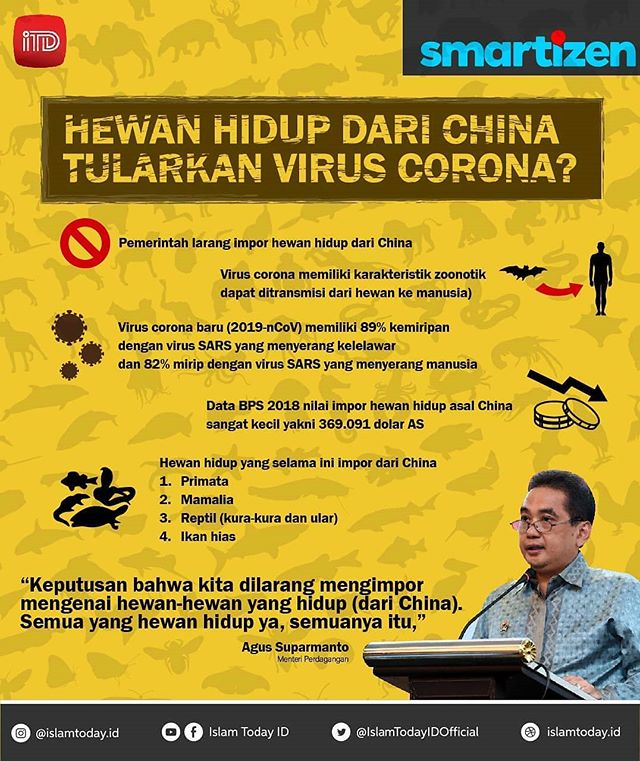 iTD
smartizen
HEWAN HIDUP DARI CHINA
TULARKAN VIRUS CORONA?
Pemerintah larang impor hewan hidup dari China
Virus corona memiliki karakteristik zoonotik
dapat ditransmisi dari hewan ke manusia)
Virus corona baru (2019-nCoV) memiliki 89% kemiripan
dengan virus SARS yang menyerang kelelawar
dan 82% mirip dengan virus SARS yang menyerang manusia
Data BPS 2018 nilai impor hewan hidup asal China
sangat kecil yakni 369.091 dolar AS
Hewan hidup yang selama ini impor dari China
1. Primata
2. Mamalia
3. Reptil (kura-kura dan ular)
4. Ikan hias
“Keputusan bahwa kita dilarang mengimpor
mengenai hewan-hewan yang hidup (dari China).
Semua yang hewan hidup ya, semuanya itu,”
Agus Suparmanto
Menteri Perdagangan
@islamtoday.id
Islam Today ID
@IslamTodayIDOfficial
islamtoday.id